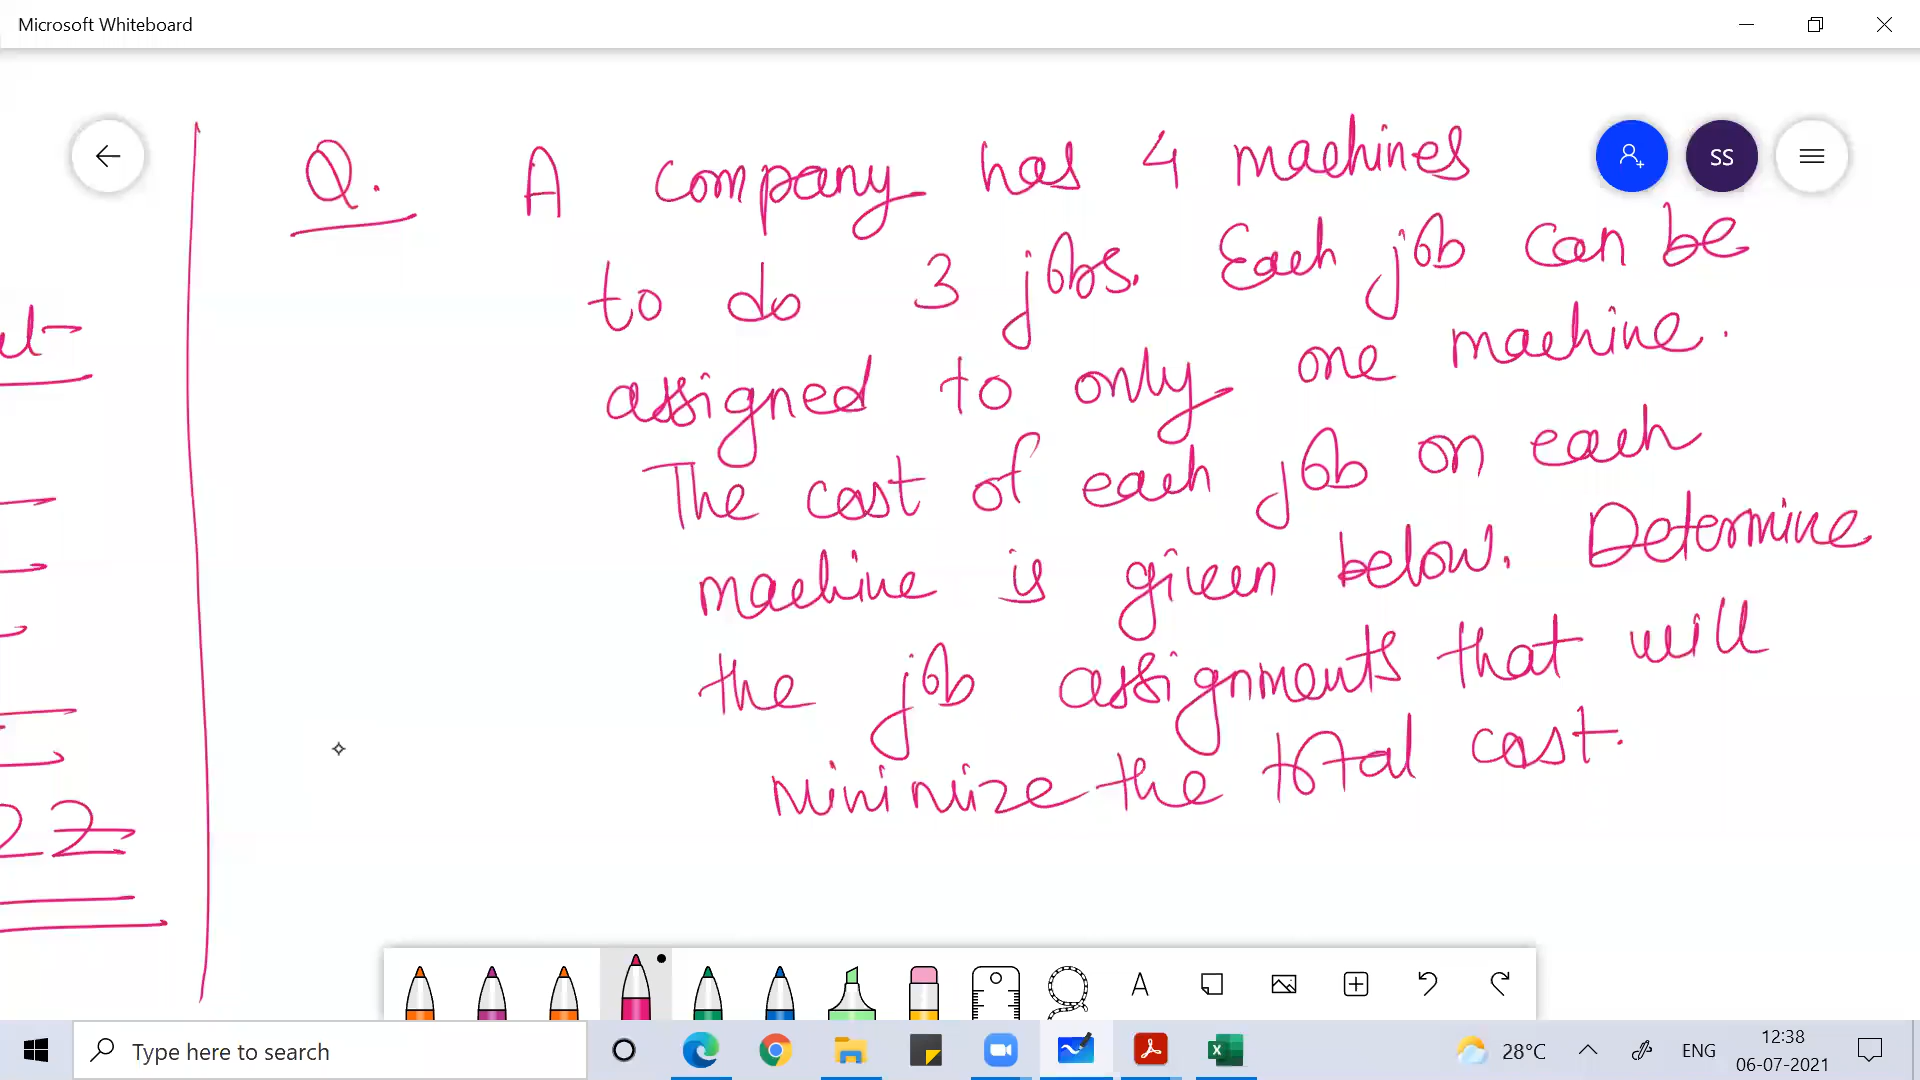 Microsoft Whiteboard
Q. A company has 4 machines
SS
to do 3 jobs. Each job can be
assigned to only one machine.
The cost of each job on each
machine is given below. Determine
the job assignments that will
minimize the total cost.
22
A
Type here to search
28°C
ENG
12:38
06-07-2021